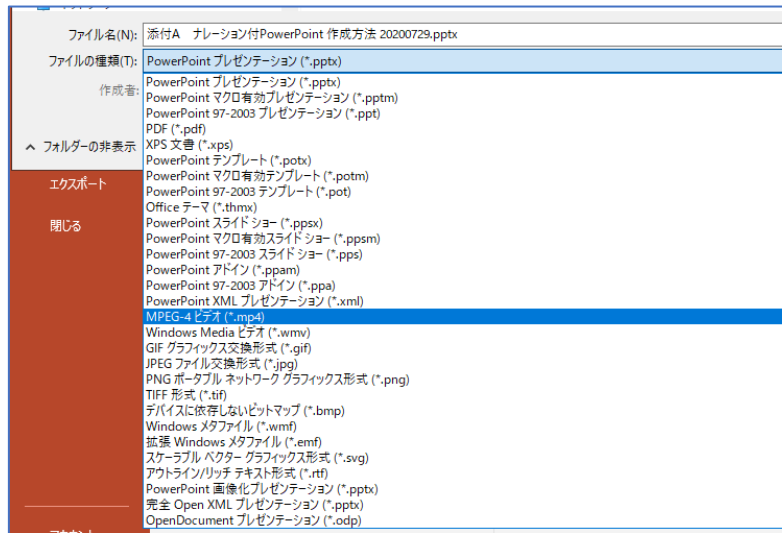 ファイル名(N): 添付A　ナレーション付PowerPoint 作成方法 20200729.pptx
ファイルの種類(T): PowerPoint プレゼンテーション (*.pptx)
作成者:
PowerPoint プレゼンテーション (*.pptx)
PowerPoint マクロ有効プレゼンテーション (*.pptm)
PowerPoint 97-2003 プレゼンテーション (*.ppt)
PDF (*.pdf)
フォルダーの非表示
XPS 文書 (*.xps)
PowerPoint テンプレート (*.potx)
PowerPoint マクロ有効テンプレート (*.potm)
エクスポート
PowerPoint 97-2003 テンプレート (*.pot)
Office テーマ (*.thmx)
PowerPoint スライド ショー (*.ppsx)
閉じる
PowerPoint マクロ有効スライド ショー (*.ppsm)
PowerPoint 97-2003 スライド ショー (*.pps)
PowerPoint アドイン (*.ppam)
PowerPoint 97-2003 アドイン (*.ppa)
PowerPoint XML プレゼンテーション (*.xml)
MPEG-4 ビデオ (*.mp4)
Windows Media ビデオ (*.wmv)
GIF グラフィックス交換形式 (*.gif)
JPEG ファイル交換形式 (*.jpg)
PNG ポータブル ネットワーク グラフィックス形式 (*.png)
TIFF 形式 (*.tif)
デバイスに依存しないビットマップ (*.bmp)
Windows メタファイル (*.wmf)
拡張 Windows メタファイル (*.emf)
スケーラブル ベクター グラフィックス形式 (*.svg)
アウトライン/リッチ テキスト形式 (*.rtf)
PowerPoint 画像化プレゼンテーション (*.pptx)
完全 Open XML プレゼンテーション (*.pptx)
OpenDocument プレゼンテーション (*.odp)